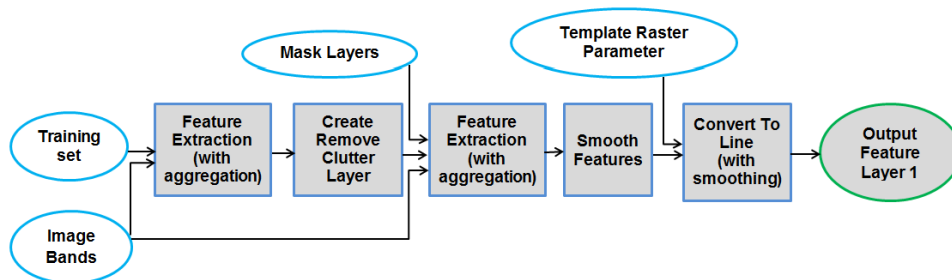 Mask Layers
Template Raster
Parameter
Training
set
Feature
Extraction
(with
aggregation)
Create
Remove
Clutter
Layer
Feature
Extraction
(with
aggregation)
Smooth
Features
Convert To
Line
(with
smoothing)
Output
Feature
Layer 1
Image
Bands